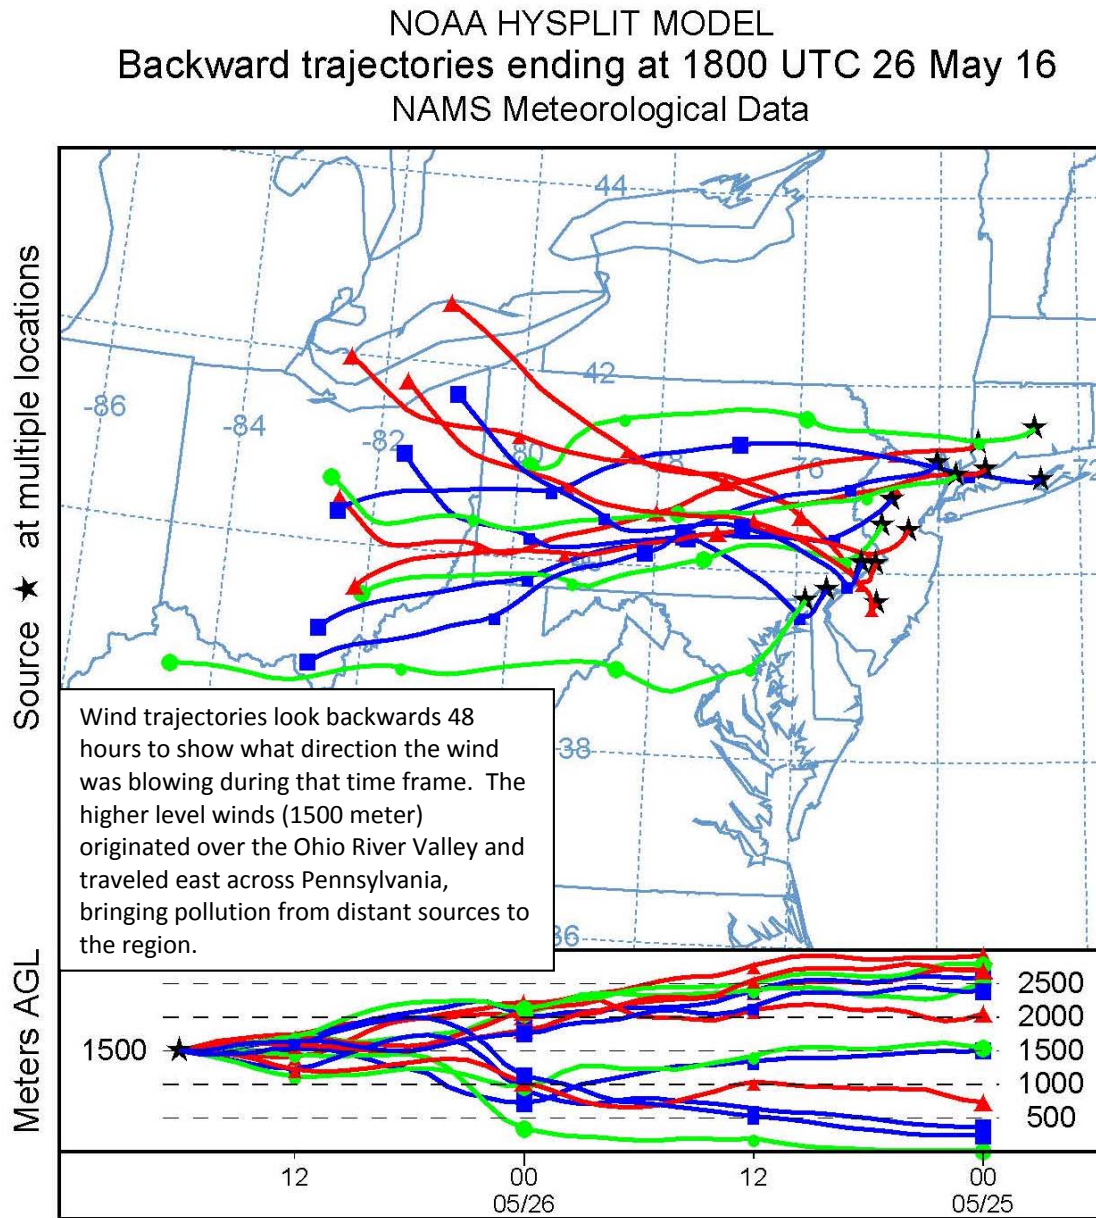 NOAA HYSPLIT MODEL
Backward trajectories ending at 1800 UTC 26 May 16
NAMS Meteorological Data
Source ★ at multiple locations
44
42
-86
-84
-82
80
78
76
72
40
38
36
Wind trajectories look backwards 48
hours to show what direction the wind
was blowing during that time frame.  The
higher level winds (1500 meter)
originated over the Ohio River Valley and
traveled east across Pennsylvania,
bringing pollution from distant sources to
the region.
Meters AGL
1500
2500
2000
1500
1000
500
12
00
12
00
05/26
05/25